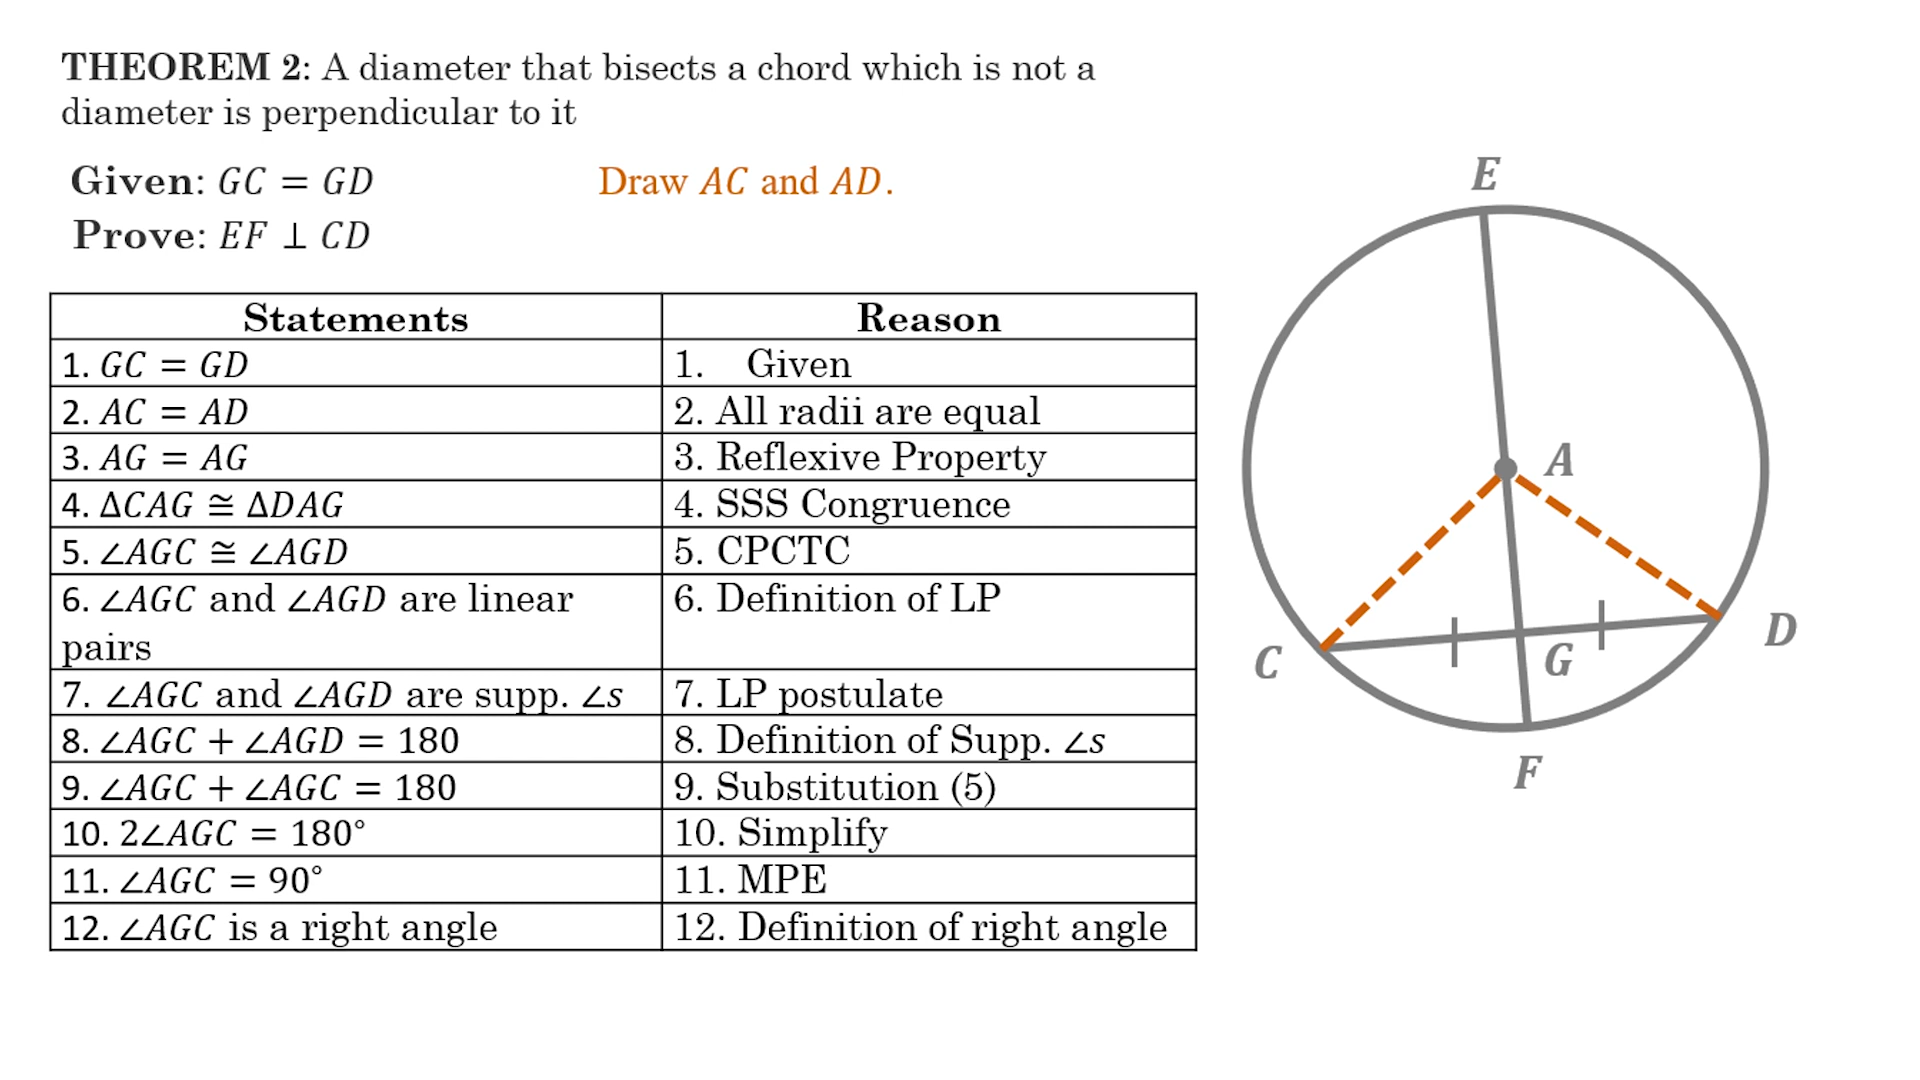 THEOREM 2: A diameter that bisects a chord which is not a
diameter is perpendicular to it
Given: GC = GD
Draw AC and AD.
Prove: EF ⊥ CD
Statements Reason
1. GC = GD 1. Given
2. AC = AD 2. All radii are equal
3. AG = AG 3. Reflexive Property
4. ΔCAG ≅ ΔDAG 4. SSS Congruence
5. ∠AGC ≅ ∠AGD 5. CPCTC
6. ∠AGC and ∠AGD are linear
pairs
6. Definition of LP
7. ∠AGC and ∠AGD are supp. ∠s 7. LP postulate
8. ∠AGC + ∠AGD = 180 8. Definition of Supp. ∠s
9. ∠AGC + ∠AGC = 180 9. Substitution (5)
10. 2∠AGC = 180° 10. Simplify
11. ∠AGC = 90° 11. MPE
12. ∠AGC is a right angle 12. Definition of right angle
E
A
D
C
G
F